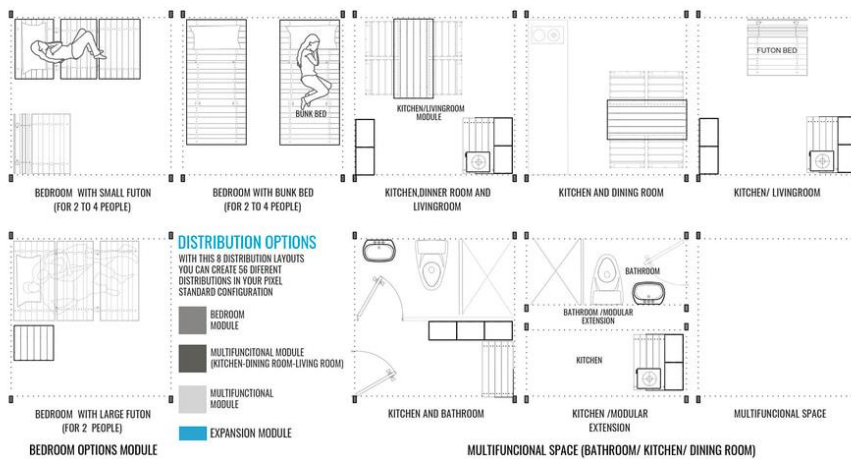 BUNK BED
KITCHEN/LIVINGROOM
MODULE
FUTON BED
BEDROOM WITH SMALL FUTON
(FOR 2 TO 4 PEOPLE)
BEDROOM WITH BUNK BED
(FOR 2 TO 4 PEOPLE)
KITCHEN,DINNER ROOM AND
LIVINGROOM
KITCHEN AND DINING ROOM
KITCHEN/ LIVINGROOM
DISTRIBUTION OPTIONS
WITH THIS 8 DISTRIBUTION LAYOUTS
YOU CAN CREATE 56 DIFERENT
DISTRIBUTIONS IN YOUR PIXEL
STANDARD CONFIGURATION
BEDROOM
MODULE
MULTIFUNCITONAL MODULE
(KITCHEN-DINING ROOM-LIVING ROOM)
MULTIFUNCTIONAL
MODULE
EXPANSION MODULE
BATHROOM
BATHROOM /MODULAR
EXTENSION
KITCHEN
BEDROOM WITH LARGE FUTON
(FOR 2 PEOPLE)
KITCHEN AND BATHROOM
KITCHEN /MODULAR
EXTENSION
MULTIFUNCIONAL SPACE
BEDROOM OPTIONS MODULE
MULTIFUNCIONAL SPACE (BATHROOM/ KITCHEN/ DINING ROOM)